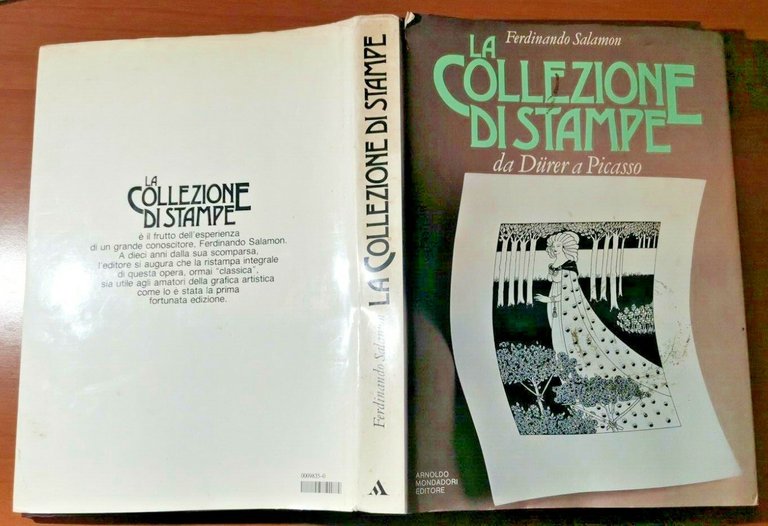 LA
COLLEZIONE
DI STAMPE
è il frutto dell'esperienza
di un grande conoscitore, Ferdinando Salamon.
A dieci anni dalla sua scomparsa,
l'editore si augura che la ristampa integrale
di questa opera, ormai "classica",
sia utile agli amatori della grafica artistica
come lo è stata la prima
fortunata edizione.
0009835-0
Ferdinando Salamon LA COLLEZIONE DI STAMPE
Ferdinando Salamon
LA
COLLEZIONE
DI STAMPE
da Dürer a Picasso
ARNOLDO
MONDADORI
EDITORE